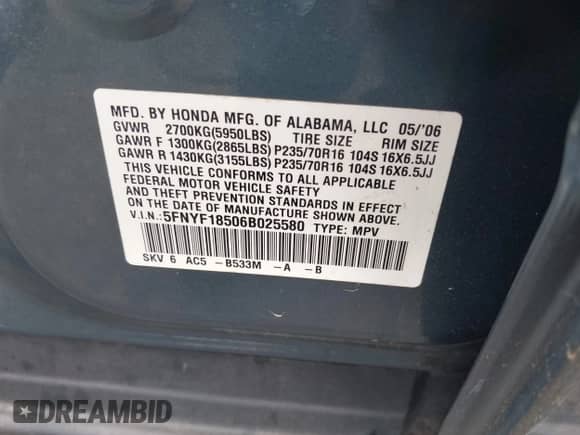 MFD. BY HONDA MFG. OF ALABAMA, LLC 05/'06
GVWR 2700KG(5950LBS) TIRE SIZE RIM SIZE
GAWR F 1300KG(2865LBS) P235/70R16 104S 16X6.5JJ
GAWR R 1430KG(3155LBS) P235/70R16 104S 16X6.5JJ
THIS VEHICLE CONFORMS TO ALL APPLICABLE
FEDERAL MOTOR VEHICLE SAFETY
AND THEFT PREVENTION STANDARDS IN EFFECT
ON THE DATE OF MANUFACTURE SHOWN ABOVE.
V.I.N.:5FNYF18506B025580 TYPE: MPV
SKV 6 AC5 -B533M -A -B
DREAMBID